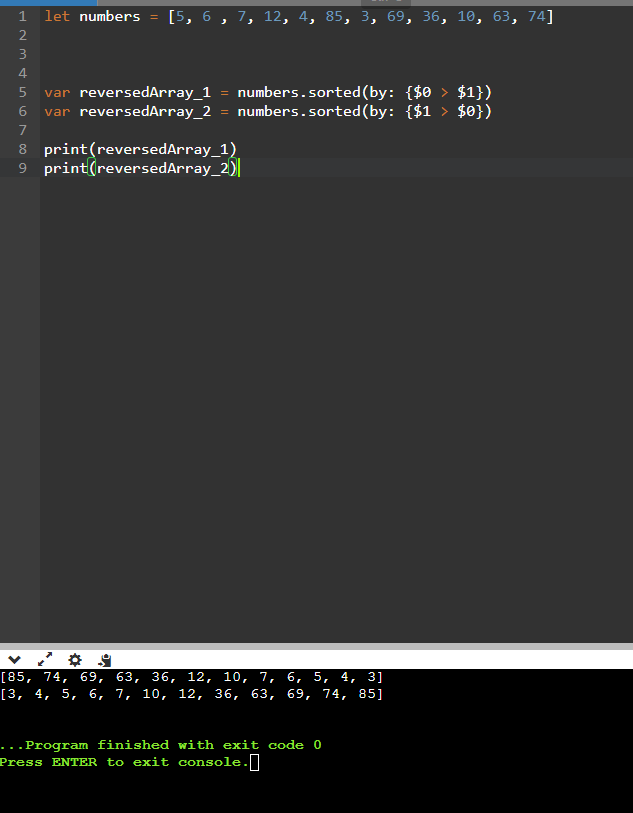 1 let numbers = [5, 6 , 7, 12, 4, 85, 3, 69, 36, 10, 63, 74]
2
3
4
5 var reversedArray_1 = numbers.sorted(by: {$0 > $1})
6 var reversedArray_2 = numbers.sorted(by: {$1 > $0})
7
8 print(reversedArray_1)
9 print(reversedArray_2)
[85, 74, 69, 63, 36, 12, 10, 7, 6, 5, 4, 3]
[3, 4, 5, 6, 7, 10, 12, 36, 63, 69, 74, 85]
...Program finished with exit code 0
Press ENTER to exit console.